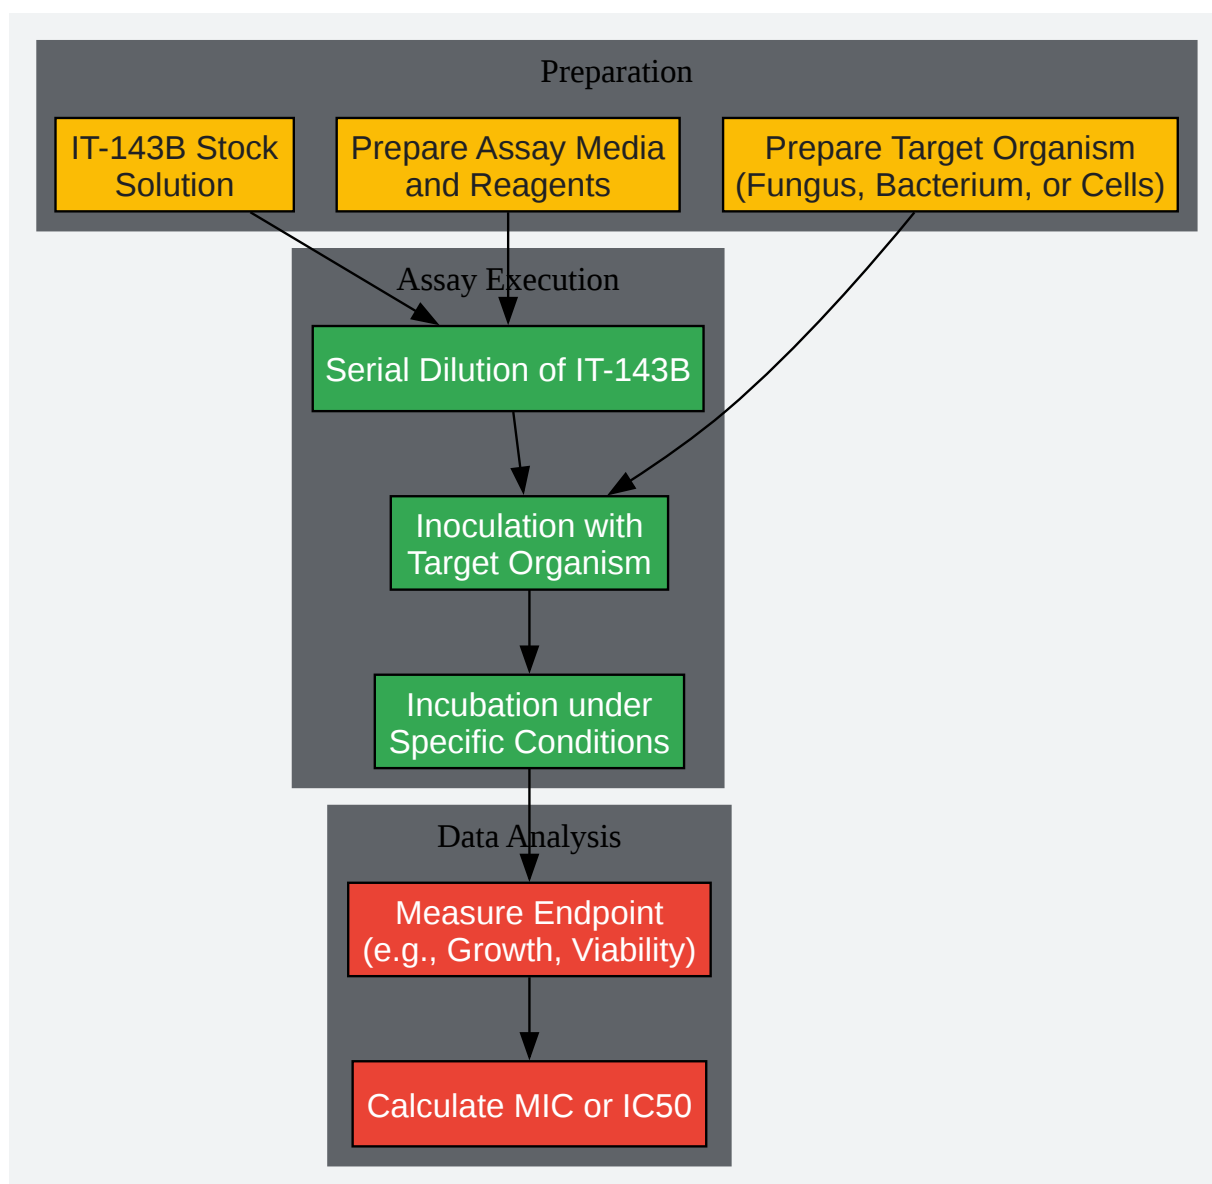 Preparation
IT-143B Stock
Solution
Prepare Assay Media
and Reagents
Prepare Target Organism
(Fungus, Bacterium, or Cells)
Assay Execution
Serial Dilution of IT-143B
Inoculation with
Target Organism
Incubation under
Specific Conditions
Data Analysis
Measure Endpoint
(e.g., Growth, Viability)
Calculate MIC or IC50